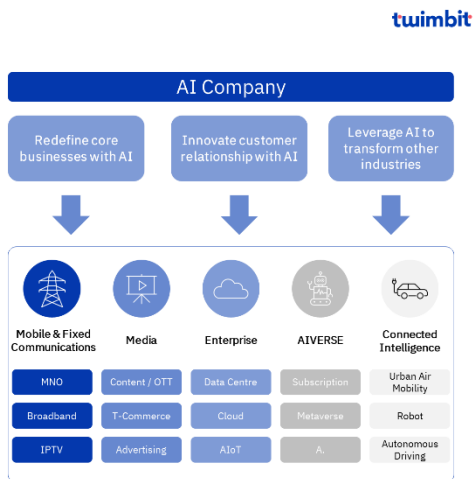 twimbit
AI Company
Redefine core
businesses with AI
Innovate customer
relationship with AI
Leverage AI to
transform other
industries
Mobile & Fixed
Communications
Media
Enterprise
AIVERSE
Connected
Intelligence
MNO
Content / OTT
Data Centre
Subscription
Urban Air
Mobility
Broadband
T-Commerce
Cloud
Metaverse
Robot
IPTV
Advertising
AIoT
A.
Autonomous
Driving